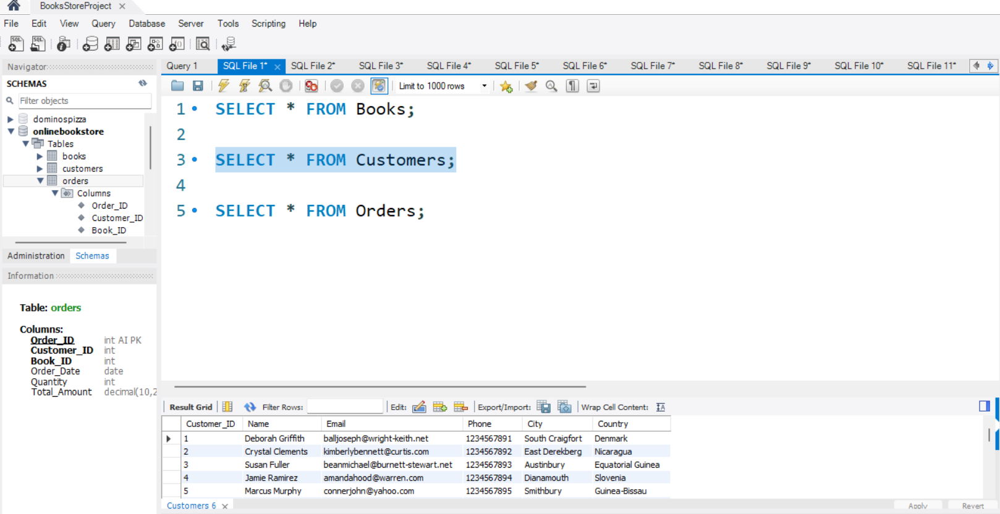 BooksStoreProject
File Edit View Query Database Server Tools Scripting Help
Navigator
SCHEMAS
Filter objects
dominospizza
onlinebookstore
Tables
books
customers
orders
Columns
Order_ID
Customer_ID
Book_ID
Administration Schemas
Information
Table: orders
Columns:
Order_ID int AI PK
Customer_ID int
Book_ID int
Order_Date date
Quantity int
Total_Amount decimal(10,2
Query 1 SQL File 1* SQL File 2* SQL File 3* SQL File 4* SQL File 5* SQL File 6* SQL File 7* SQL File 8* SQL File 9* SQL File 10* SQL File 11*
Limit to 1000 rows
1 SELECT * FROM Books;
2
3 SELECT * FROM Customers;
4
5 SELECT * FROM Orders;
Result Grid Filter Rows: Edit: Export/Import: Wrap Cell Content:
Customer_ID Name Email Phone City Country
1 Deborah Griffith balljoseph@wright-keith.net 1234567891 South Craigfort Denmark
2 Crystal Clements kimberlybennett@curtis.com 1234567892 East Derekberg Nicaragua
3 Susan Fuller beanmichael@burnett-stewart.net 1234567893 Austinbury Equatorial Guinea
4 Jamie Ramirez amandahood@warren.com 1234567894 Dianamouth Slovenia
5 Marcus Murphy connerjohn@yahoo.com 1234567895 Smithbury Guinea-Bissau
Customers 6 Apply Revert